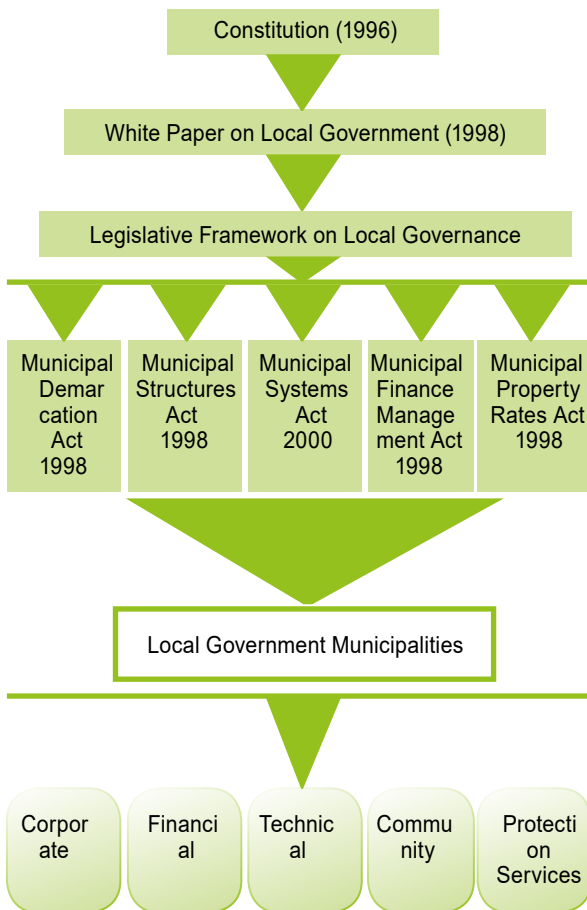 Constitution (1996)
White Paper on Local Government (1998)
Legislative Framework on Local Governance
Municipal
Demar
cation
Act
1998
Municipal
Structures
Act
1998
Municipal
Systems
Act
2000
Municipal
Finance
Manage
ment Act
1998
Municipal
Property
Rates Act
1998
Local Government Municipalities
Corpor
ate
Financi
al
Technic
al
Commu
nity
Protecti
on
Services